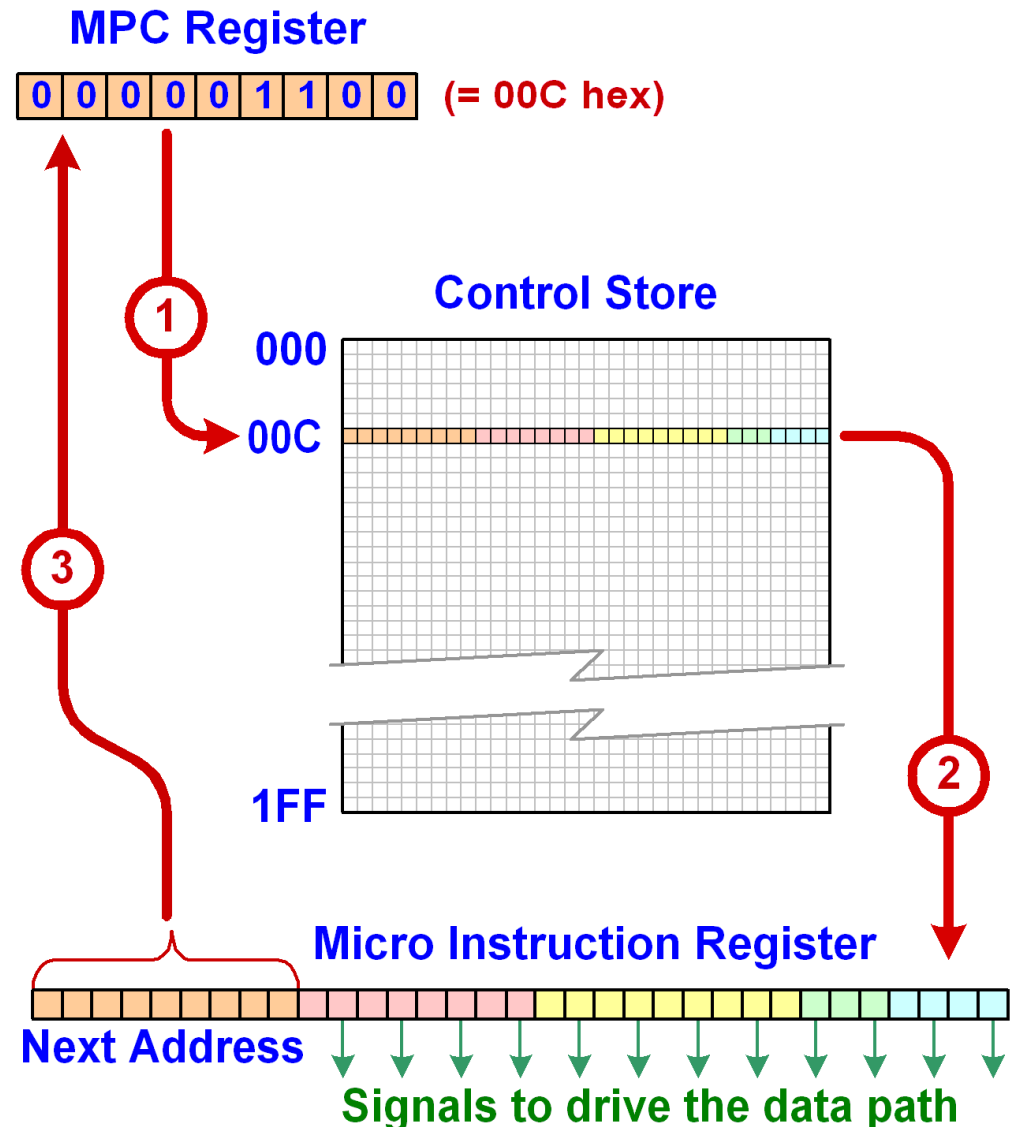 MPC Register
0 0 0 0 0 1 1 0 0 (= 00C hex)
1
Control Store
000
00C
3
2
1FF
Micro Instruction Register
Next Address
Signals to drive the data path